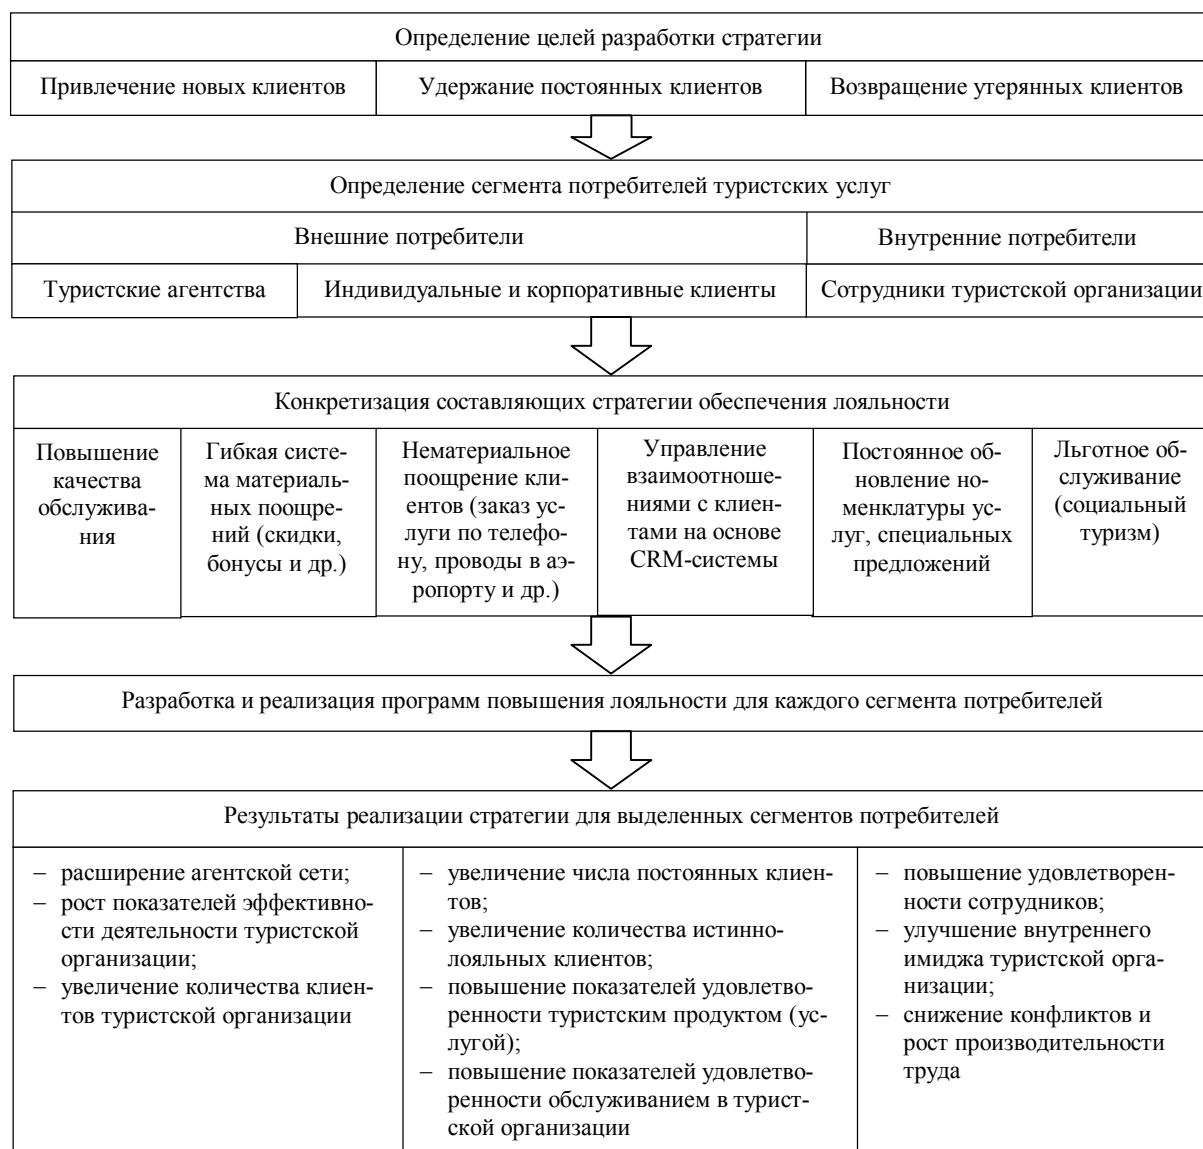 Определение целей разработки стратегии
Привлечение новых клиентов
Удержание постоянных клиентов
Возвращение утерянных клиентов
Определение сегмента потребителей туристских услуг
Внешние потребители
Внутренние потребители
Туристские агентства
Индивидуальные и корпоративные клиенты
Сотрудники туристской организации
Конкретизация составляющих стратегии обеспечения лояльности
Повышение
качества
обслужива-
ния
Гибкая систе-
ма материаль-
ных поощре-
ний (скидки,
бонусы и др.)
Нематериальное
поощрение кли-
ентов (заказ ус-
луги по телефо-
ну, проводы в аэ-
ропорту и др.)
Управление
взаимоотноше-
ниями с клиен-
тами на основе
CRM-системы
Постоянное об-
новление но-
менклатуры ус-
луг, специальных
предложений
Льготное об-
служивание
(социальный
туризм)
Разработка и реализация программ повышения лояльности для каждого сегмента потребителей
Результаты реализации стратегии для выделенных сегментов потребителей
– расширение агентской сети;
– рост показателей эффективно-
сти деятельности туристской
организации;
– увеличение количества клиен-
тов туристской организации
– увеличение числа постоянных клиен-
тов;
– увеличение количества истинно-
лояльных клиентов;
– повышение показателей удовлетво-
ренности туристским продуктом (ус-
лугой);
– повышение показателей удовлетво-
ренности обслуживанием в турист-
ской организации
– повышение удовлетворен-
ности сотрудников;
– улучшение внутреннего
имиджа туристской орга-
низации;
– снижение конфликтов и
рост производительности
труда